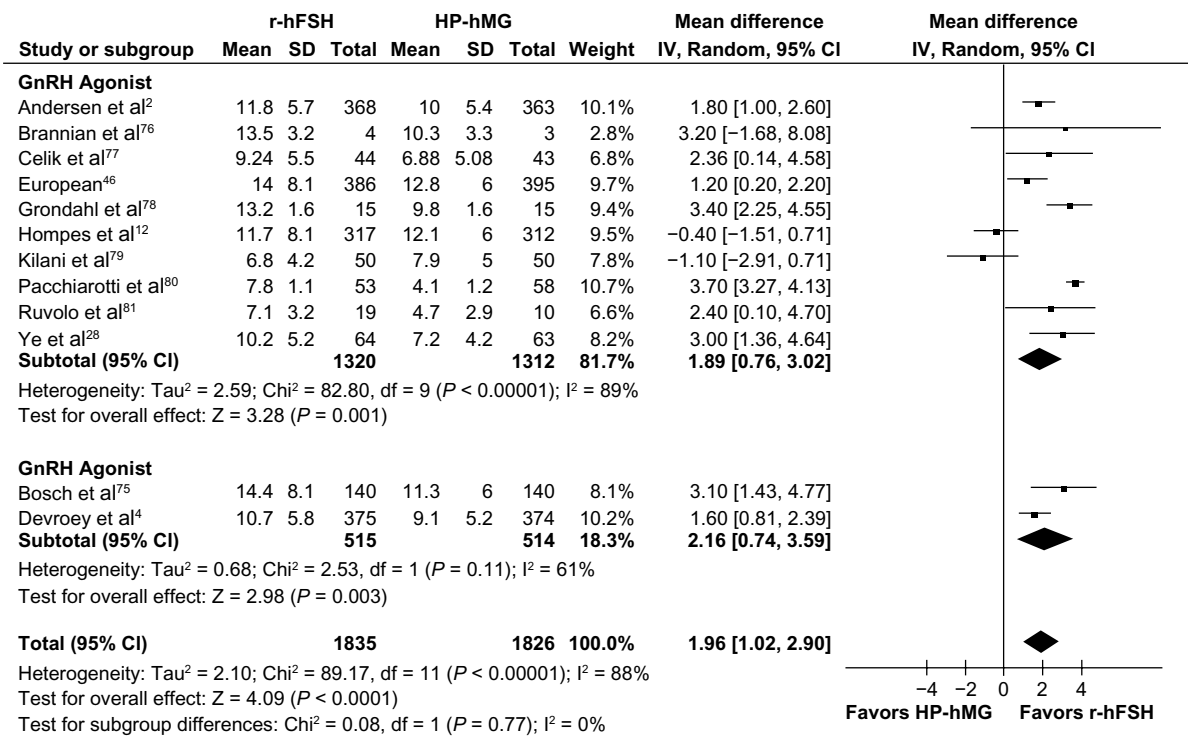 r-hFSH HP-hMG Mean difference Mean difference
Study or subgroup Mean SD Total Mean SD Total Weight IV, Random, 95% CI IV, Random, 95% CI
GnRH Agonist
Andersen et al² 11.8 5.7 368 10 5.4 363 10.1% 1.80 [1.00, 2.60]
Brannian et al⁷⁶ 13.5 3.2 4 10.3 3.3 3 2.8% 3.20 [−1.68, 8.08]
Celik et al⁷⁷ 9.24 5.5 44 6.88 5.08 43 6.8% 2.36 [0.14, 4.58]
European⁴⁶ 14 8.1 386 12.8 6 395 9.7% 1.20 [0.20, 2.20]
Grondahl et al⁷⁸ 13.2 1.6 15 9.8 1.6 15 9.4% 3.40 [2.25, 4.55]
Hompes et al¹² 11.7 8.1 317 12.1 6 312 9.5% −0.40 [−1.51, 0.71]
Kilani et al⁷⁹ 6.8 4.2 50 7.9 5 50 7.8% −1.10 [−2.91, 0.71]
Pacchiarotti et al⁸⁰ 7.8 1.1 53 4.1 1.2 58 10.7% 3.70 [3.27, 4.13]
Ruvolo et al⁸¹ 7.1 3.2 19 4.7 2.9 10 6.6% 2.40 [0.10, 4.70]
Ye et al²⁸ 10.2 5.2 64 7.2 4.2 63 8.2% 3.00 [1.36, 4.64]
Subtotal (95% CI) 1320 1312 81.7% 1.89 [0.76, 3.02]
Heterogeneity: Tau² = 2.59; Chi² = 82.80, df = 9 (P < 0.00001); I² = 89%
Test for overall effect: Z = 3.28 (P = 0.001)
GnRH Agonist
Bosch et al⁷⁵ 14.4 8.1 140 11.3 6 140 8.1% 3.10 [1.43, 4.77]
Devroey et al⁴ 10.7 5.8 375 9.1 5.2 374 10.2% 1.60 [0.81, 2.39]
Subtotal (95% CI) 515 514 18.3% 2.16 [0.74, 3.59]
Heterogeneity: Tau² = 0.68; Chi² = 2.53, df = 1 (P = 0.11); I² = 61%
Test for overall effect: Z = 2.98 (P = 0.003)
Total (95% CI) 1835 1826 100.0% 1.96 [1.02, 2.90]
Heterogeneity: Tau² = 2.10; Chi² = 89.17, df = 11 (P < 0.00001); I² = 88%
Test for overall effect: Z = 4.09 (P < 0.0001)
Test for subgroup differences: Chi² = 0.08, df = 1 (P = 0.77); I² = 0%
−4 −2 0 2 4
Favors HP-hMG Favors r-hFSH